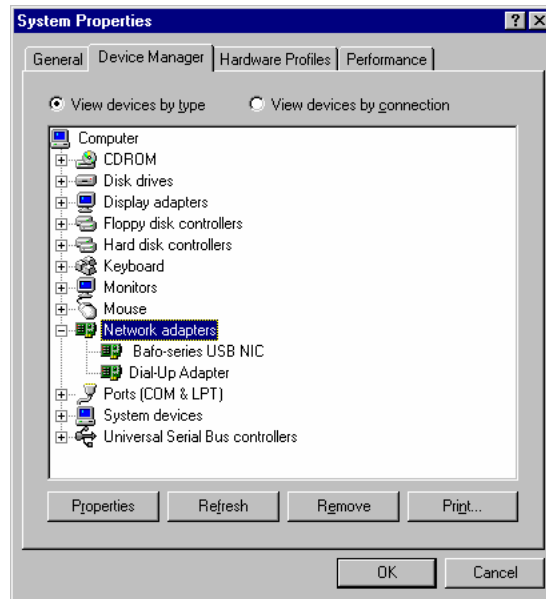 System Properties
General Device Manager Hardware Profiles Performance
View devices by type View devices by connection
Computer
CDROM
Disk drives
Display adapters
Floppy disk controllers
Hard disk controllers
Keyboard
Monitors
Mouse
Network adapters
Bafo-series USB NIC
Dial-Up Adapter
Ports (COM & LPT)
System devices
Universal Serial Bus controllers
Properties Refresh Remove Print...
OK Cancel